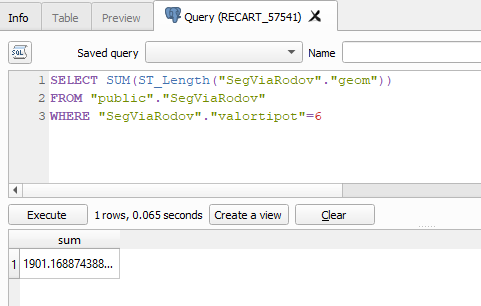 Info Table Preview Query (RECART_57541) X
SQL Saved query Name
1 SELECT SUM(ST_Length("SegViaRodov"."geom"))
2 FROM "public"."SegViaRodov"
3 WHERE "SegViaRodov"."valortipot"=6
Execute 1 rows, 0.065 seconds Create a view Clear
sum
1 1901.168874388...